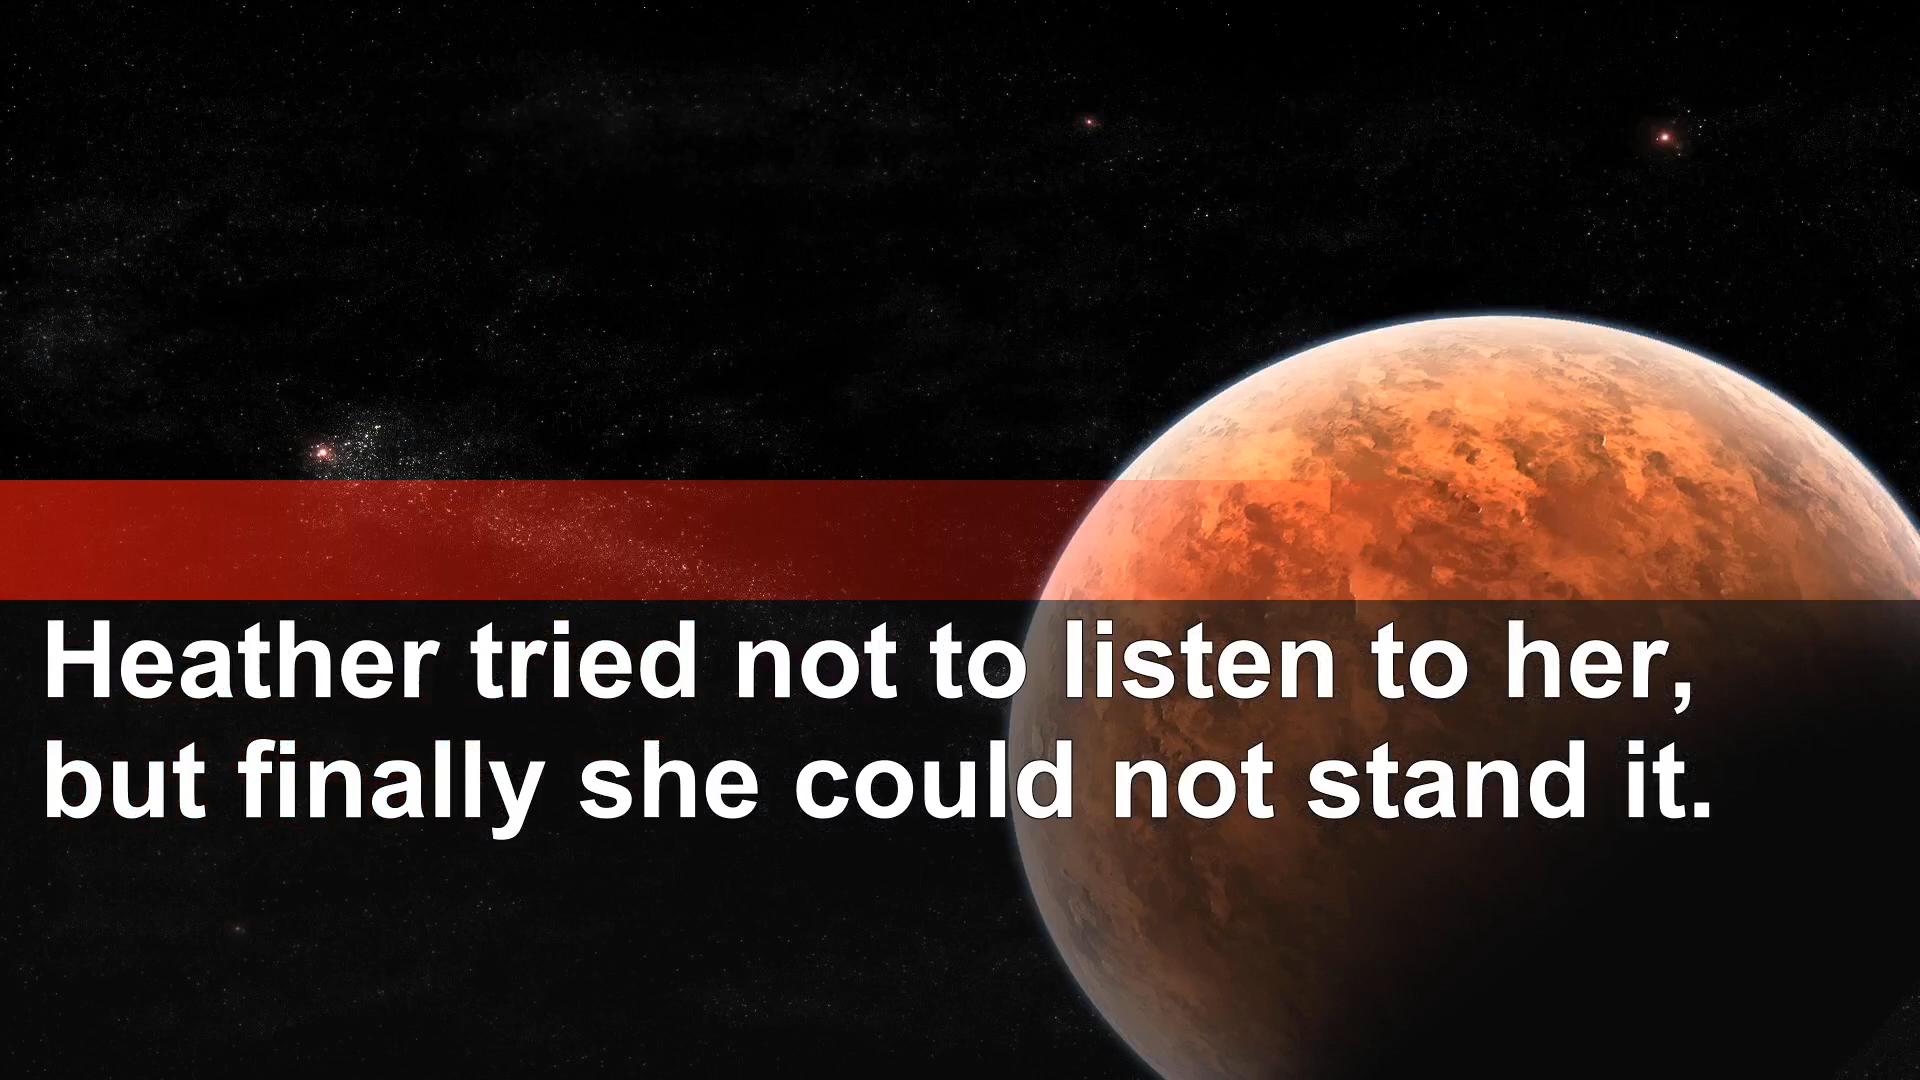 Heather tried not to listen to her,
but finally she could not stand it.